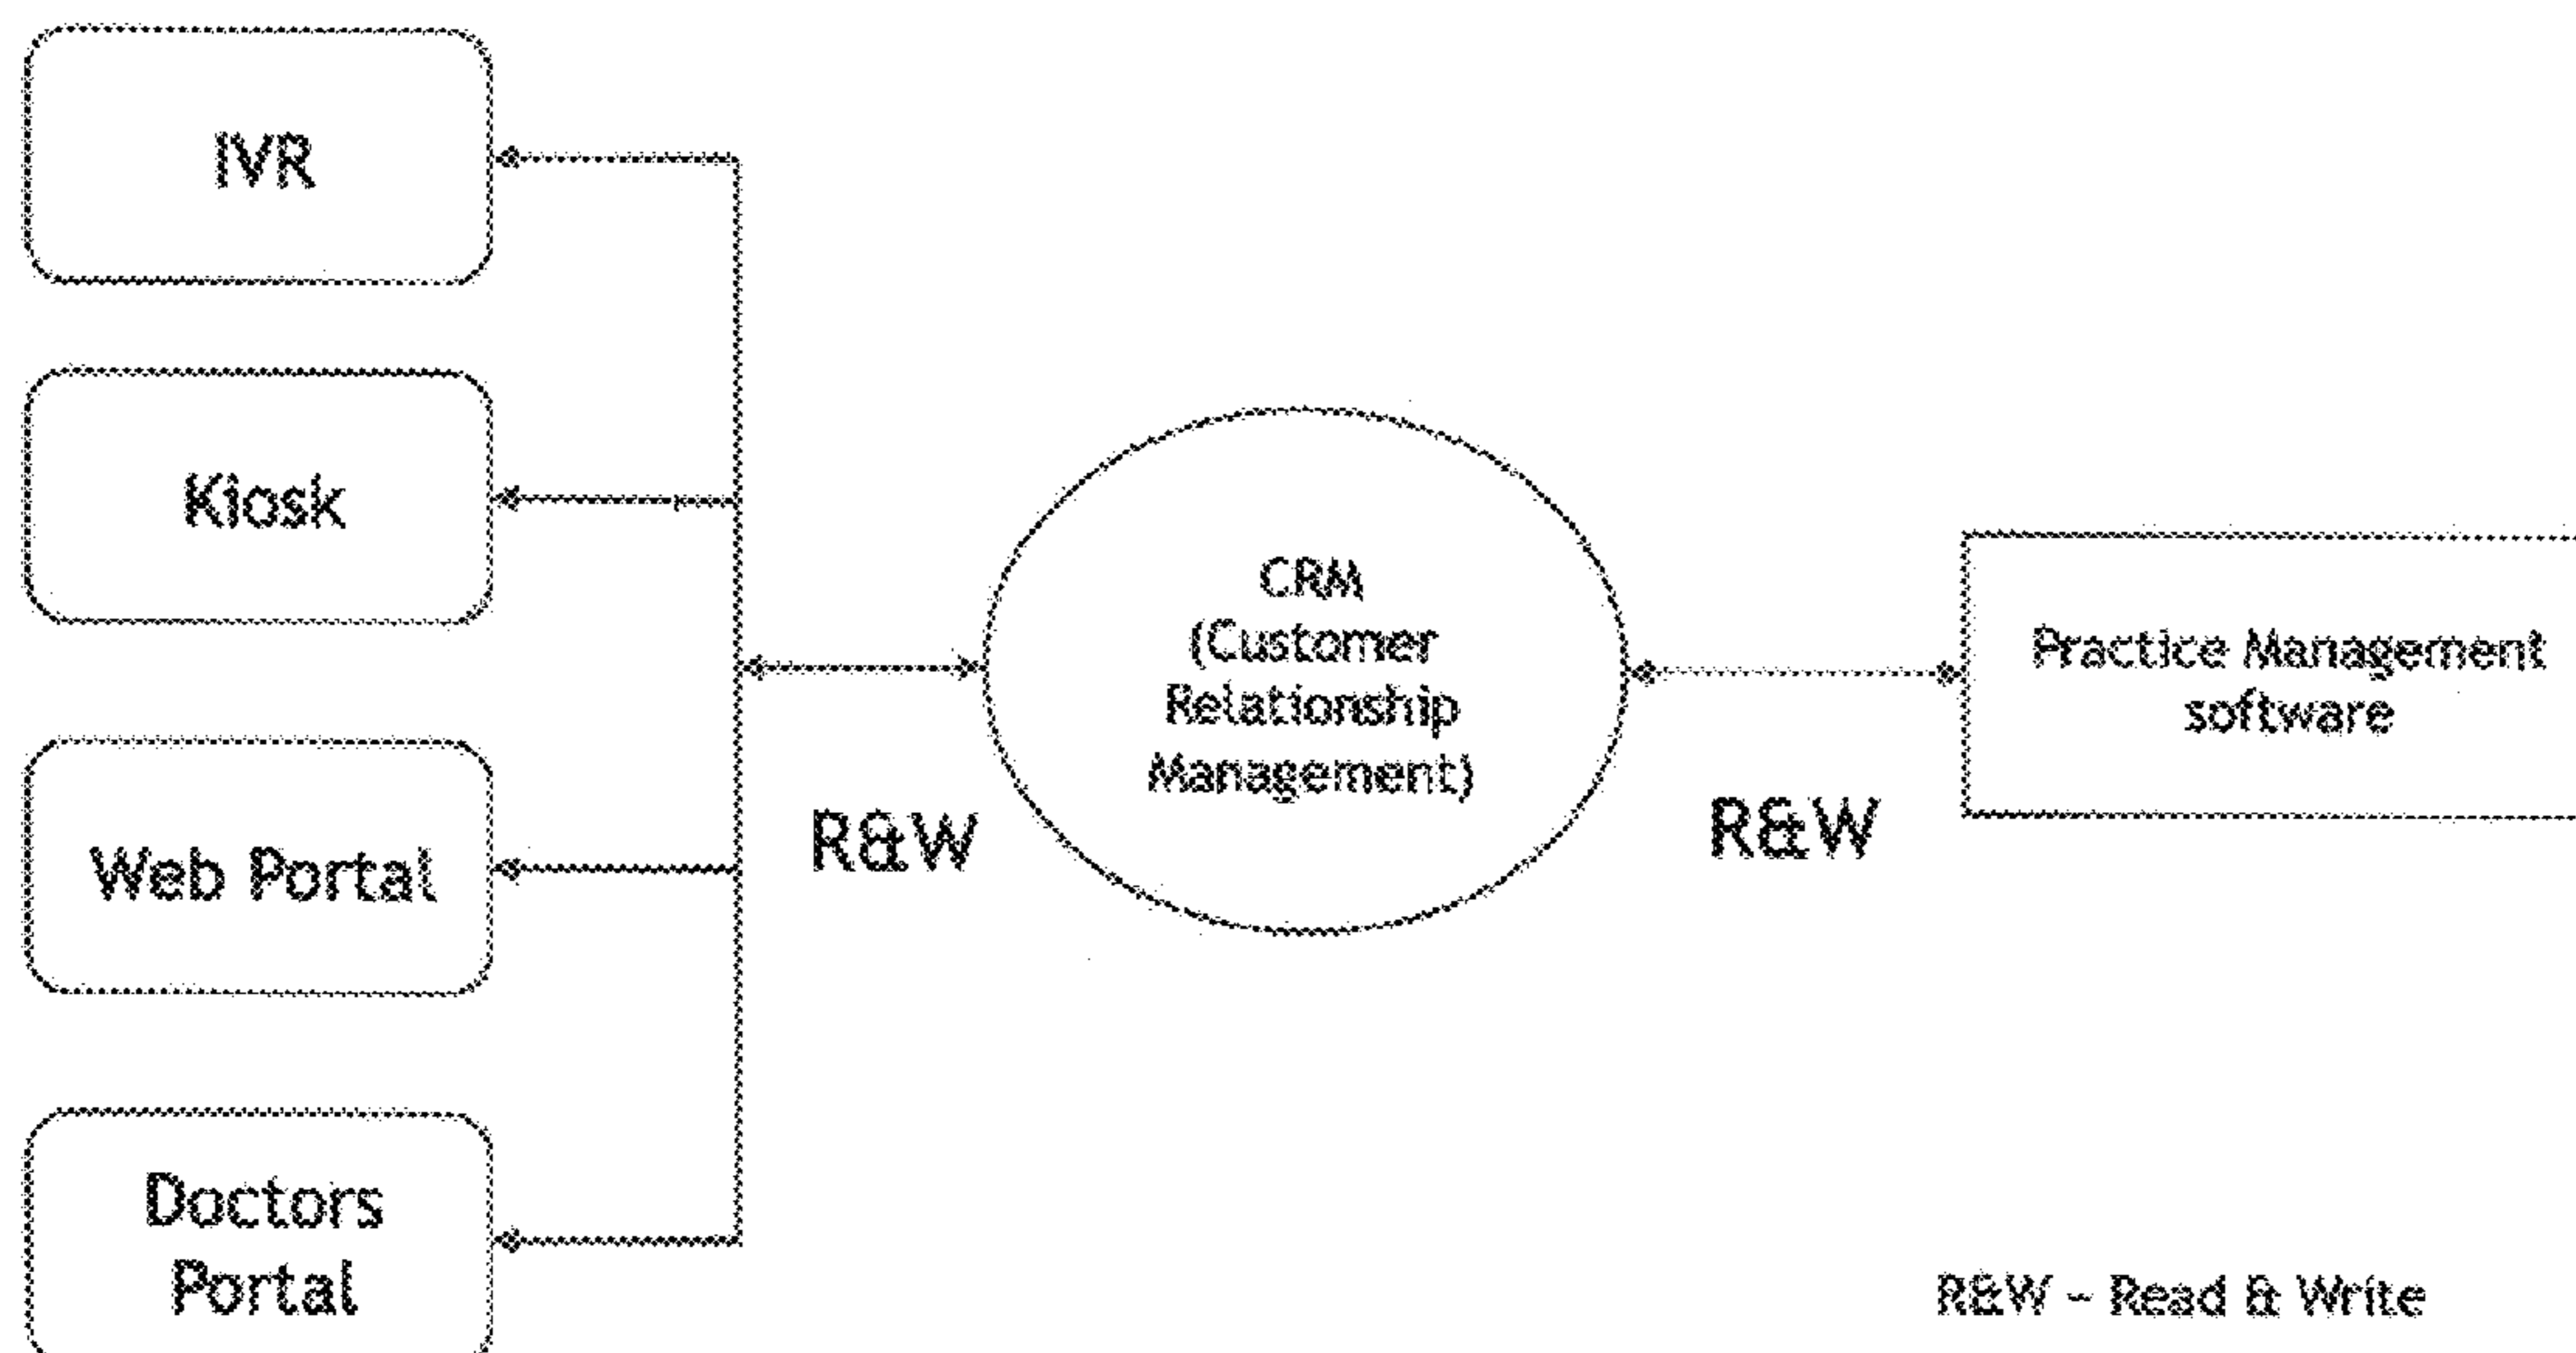 IVR
Kiosk
Web Portal
Doctors
Portal
R&W
CRM
(Customer
Relationship
Management)
R&W
Practice Management
software
R&W - Read & Write